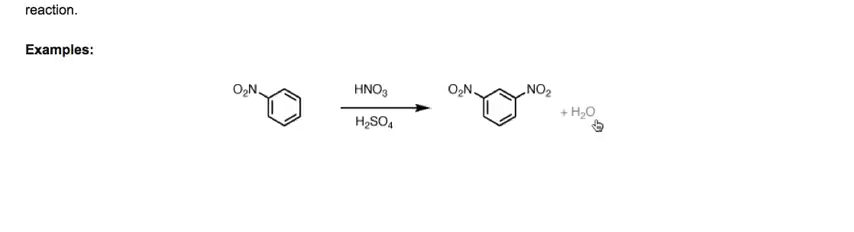 reaction.
Examples:
O₂N HNO₃ O₂N NO₂
+ H₂O
H₂SO₄